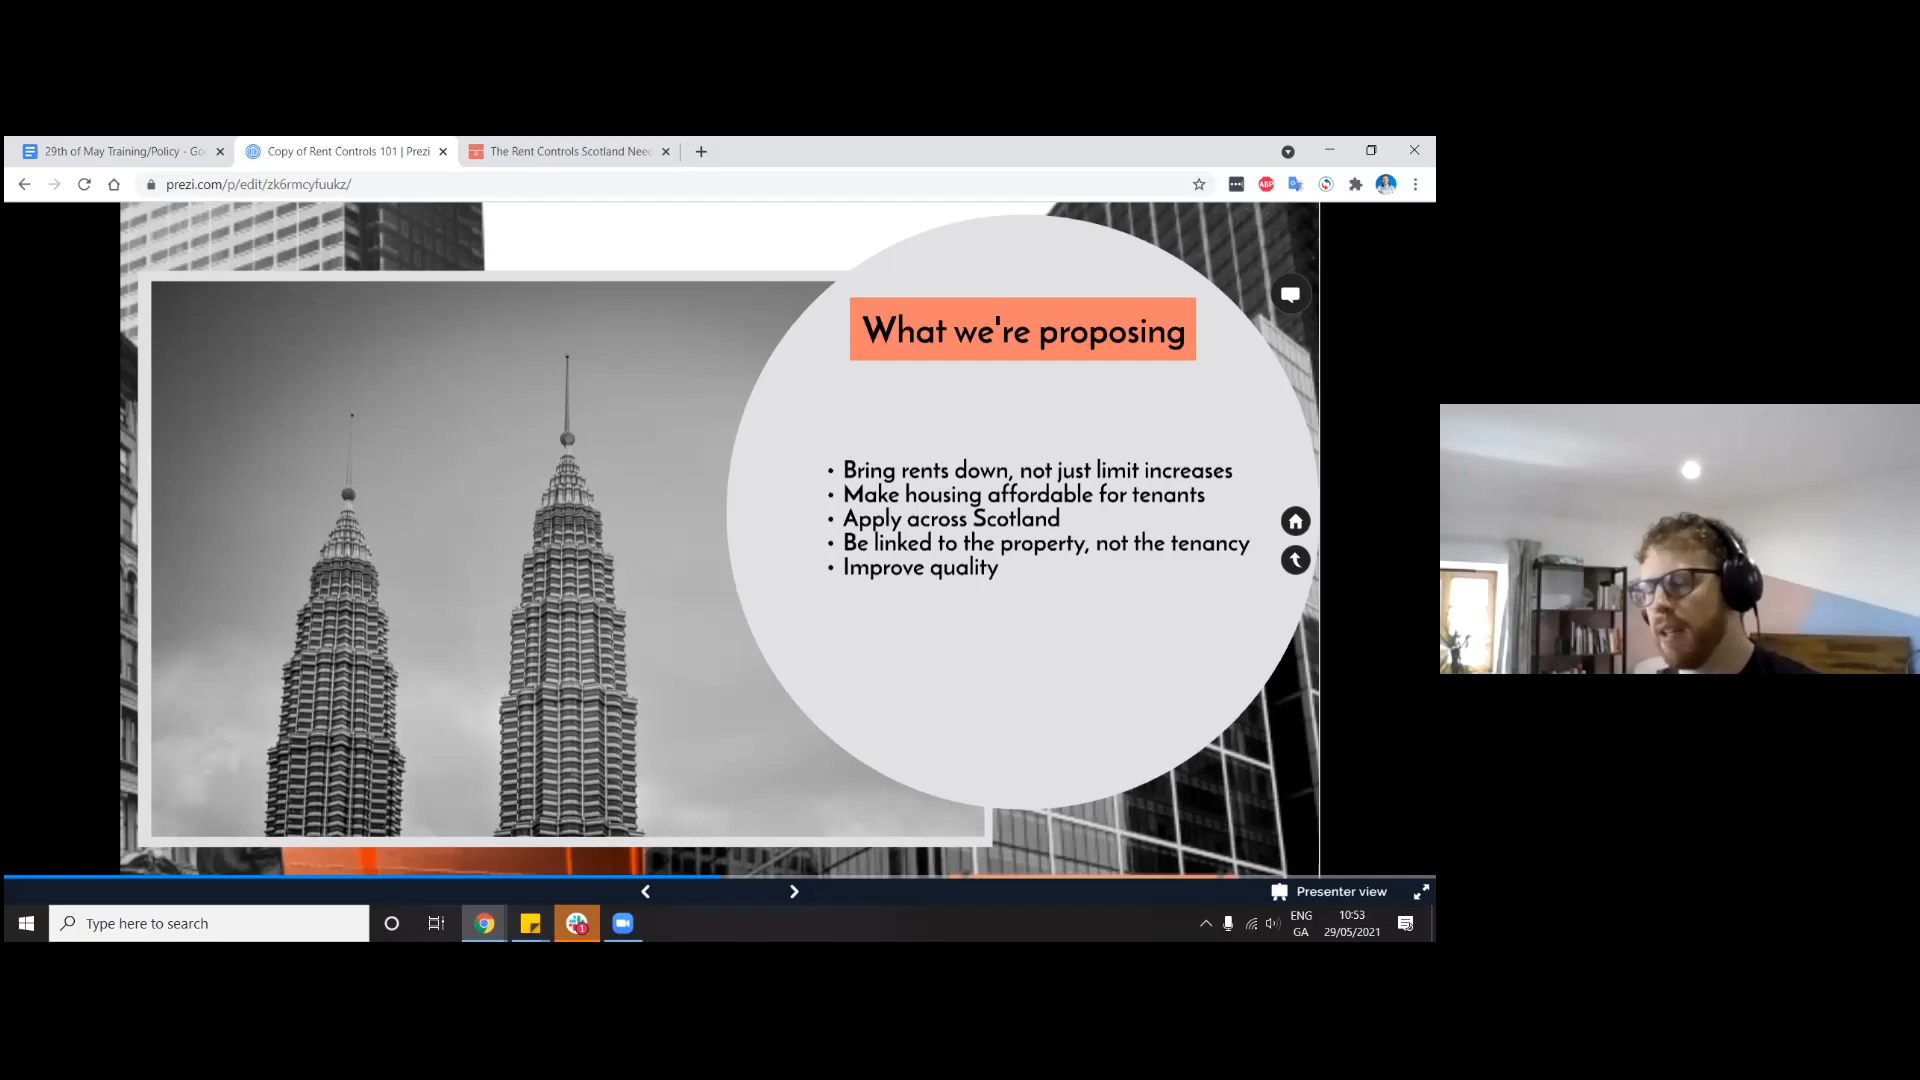 29th of May Training/Policy - Go
Copy of Rent Controls 101 | Prezi
The Rent Controls Scotland Need
prezi.com/p/edit/zk6rmcyfuukz/
ABP
What we're proposing
• Bring rents down, not just limit increases
• Make housing affordable for tenants
• Apply across Scotland
• Be linked to the property, not the tenancy
• Improve quality
Presenter view
Type here to search
1
ENG
GA
10:53
29/05/2021